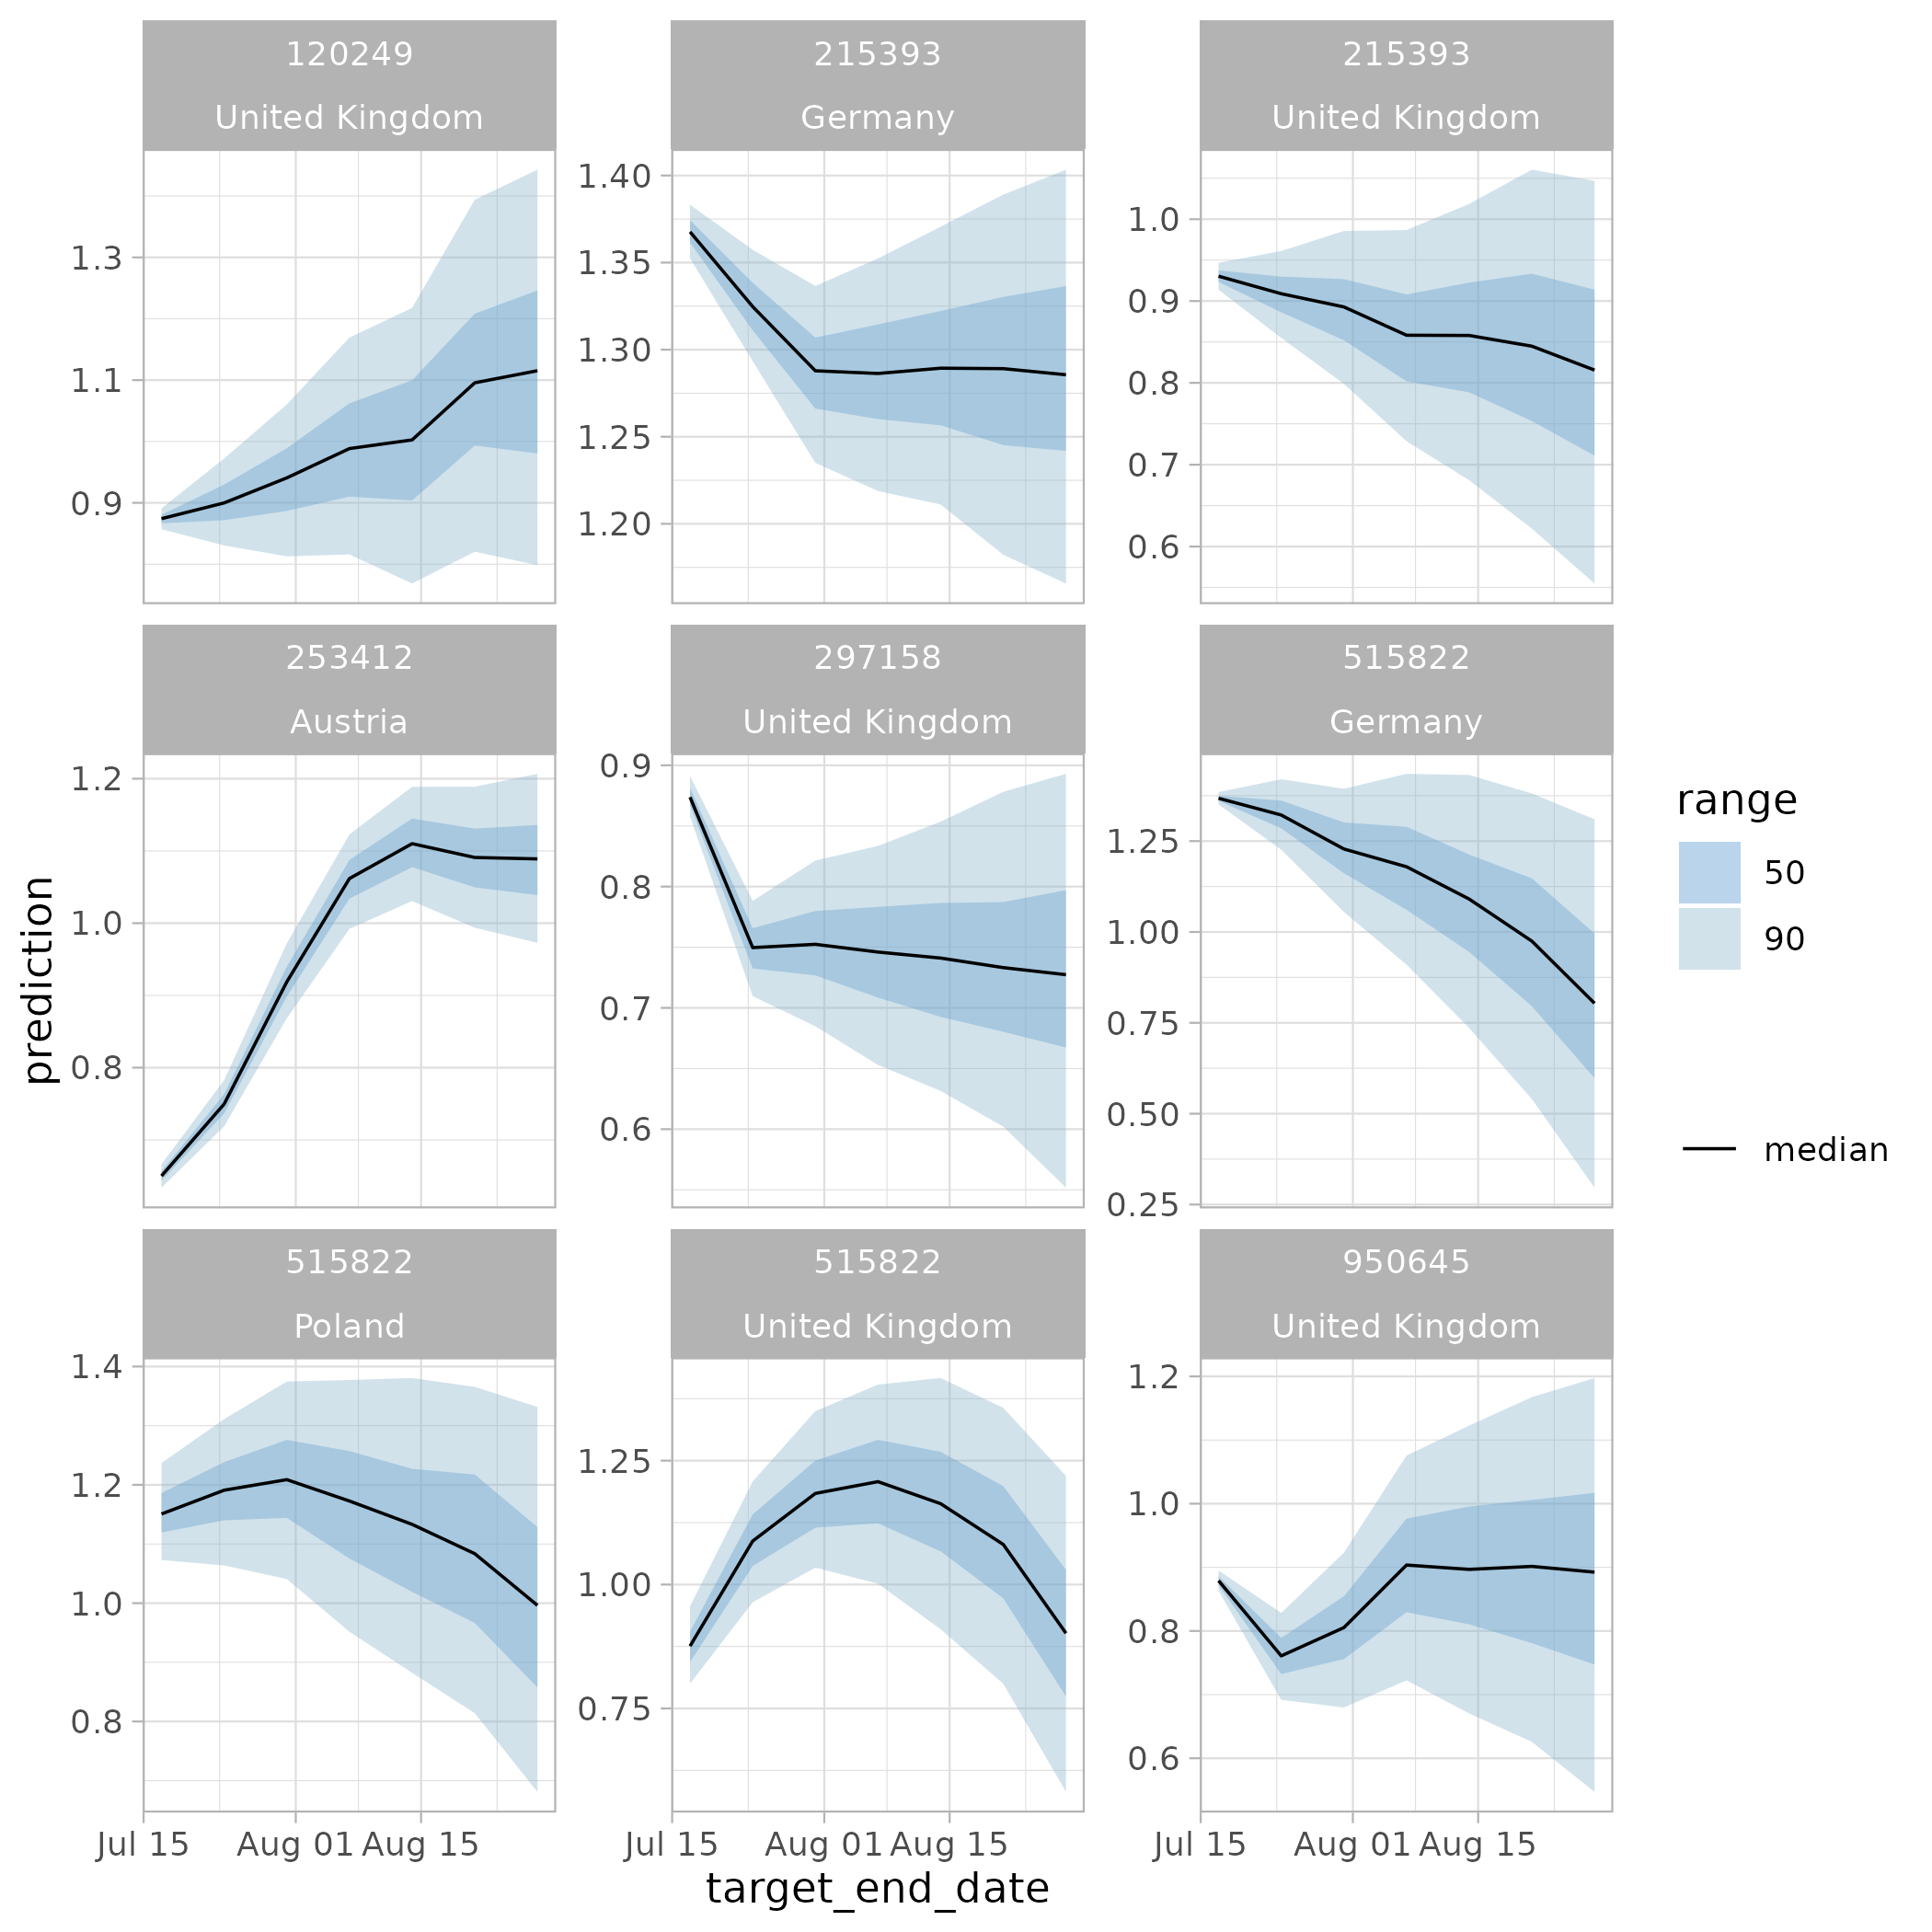 120249
United Kingdom
215393
Germany
215393
United Kingdom
1.3
1.1
0.9
1.40
1.35
1.30
1.25
1.20
1.0
0.9
0.8
0.7
0.6
253412
Austria
297158
United Kingdom
515822
Germany
1.2
1.0
0.8
0.9
0.8
0.7
0.6
1.25
1.00
0.75
0.50
0.25
515822
Poland
515822
United Kingdom
950645
United Kingdom
1.4
1.2
1.0
0.8
1.25
1.00
0.75
1.2
1.0
0.8
0.6
Jul 15 Aug 01 Aug 15
Jul 15 Aug 01 Aug 15
Jul 15 Aug 01 Aug 15
target_end_date
prediction
range
50
90
median